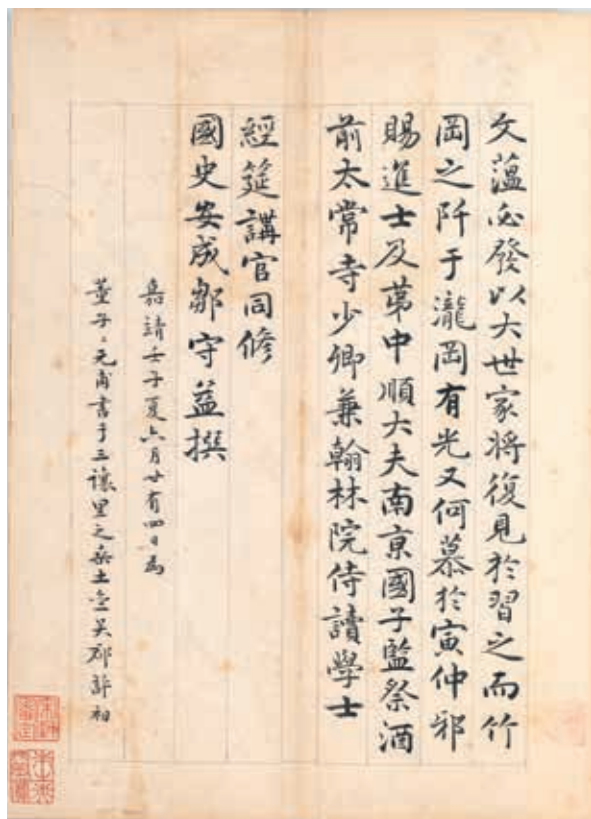 文蘊必發以大世家將復見於習之而竹
岡之阡于瀧岡有光又何慕於寅仲邪
賜進士及第中順大夫南京國子監祭酒
前太常寺少卿兼翰林院侍讀學士
經筵講官同修
國史安成鄒守益撰
嘉靖壬子夏六月廿有四日為
董子〻元甫書于三讓里之桑土吳郡薛